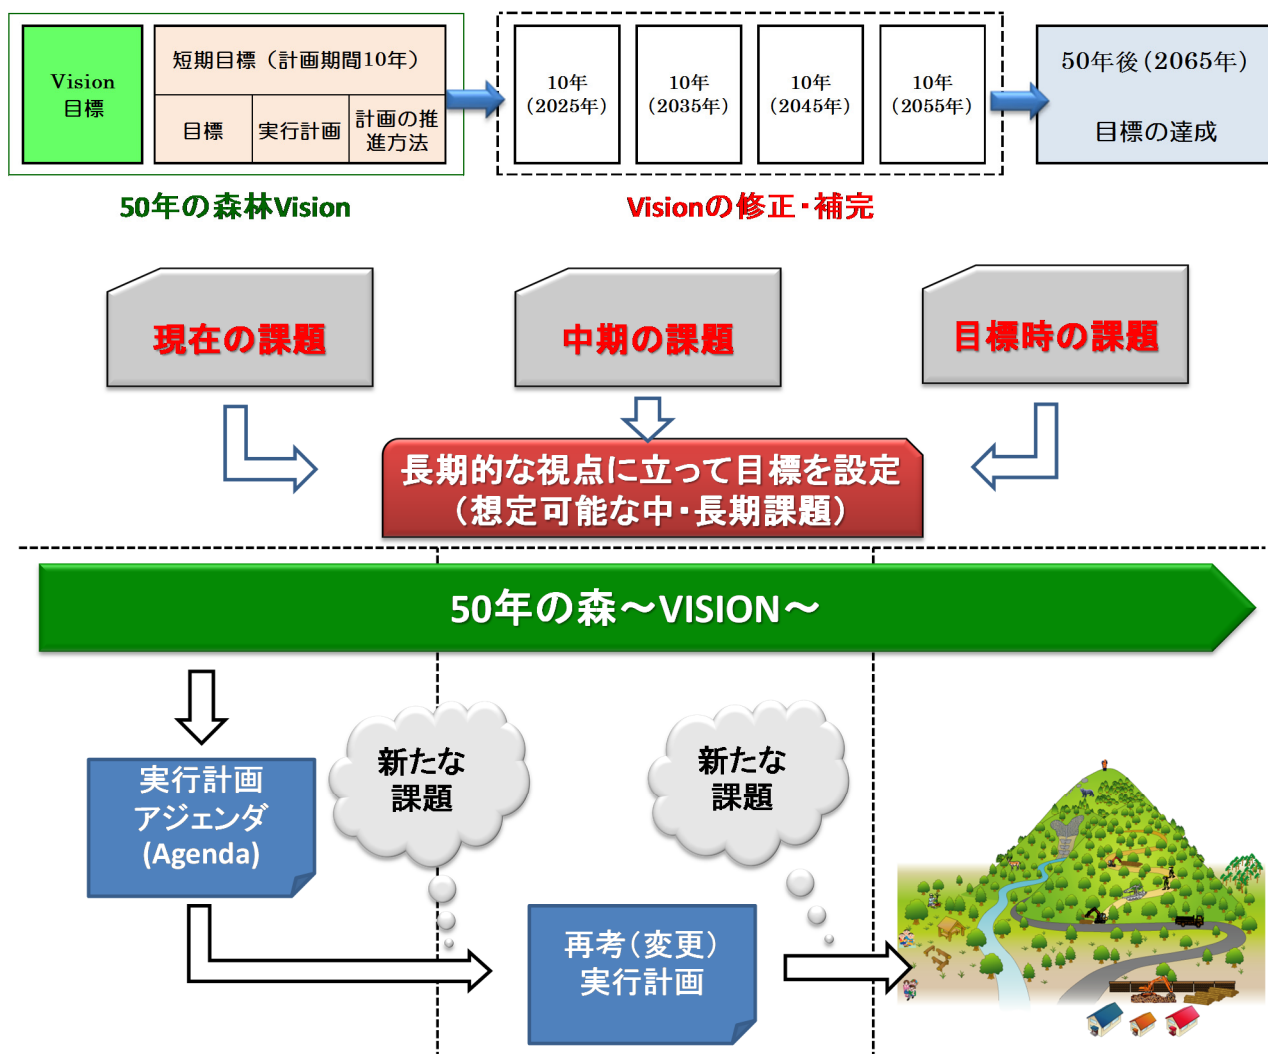 Vision
目標
短期目標（計画期間10年）
目標
実行計画
計画の推
進方法
10年
(2025年)
10年
(2035年)
10年
(2045年)
10年
(2055年)
50年後(2065年)
目標の達成
50年の森林Vision
Visionの修正・補完
現在の課題
中期の課題
目標時の課題
長期的な視点に立って目標を設定
（想定可能な中・長期課題）
50年の森～VISION～
実行計画
アジェンダ
(Agenda)
新たな
課題
新たな
課題
再考（変更）
実行計画